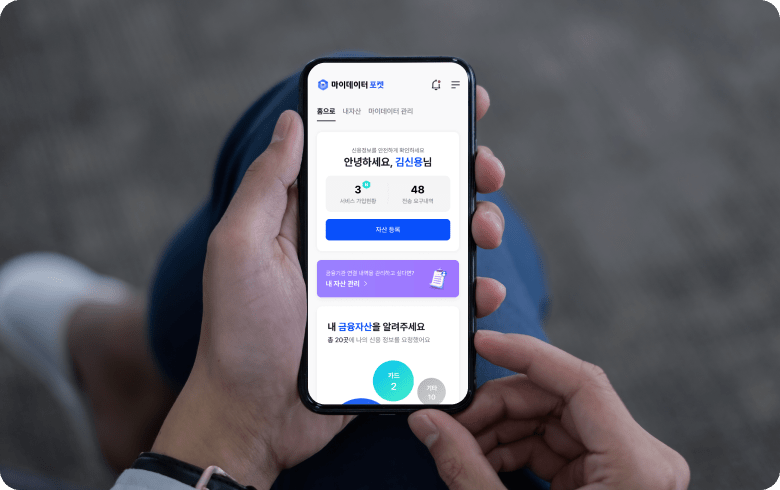 마이데이터 포켓
홈으로 내자산 마이데이터 관리
신용정보를 안전하게 확인하세요
안녕하세요, 김신용님
3 N 48
서비스 가입현황 전송 요구내역
자산 등록
금융기관 연결 내역을 관리하고 싶다면?
내 자산 관리 >
내 금융자산을 알려주세요
총 20곳에 나의 신용 정보를 요청했어요
카드
2
기타
10